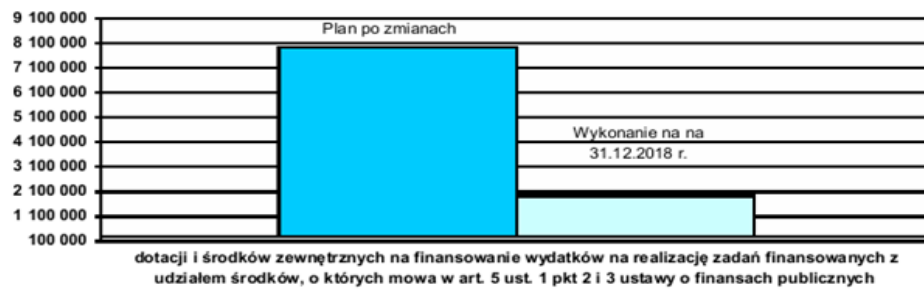 9 100 000
Plan po zmianach
8 100 000
7 100 000
6 100 000
5 100 000
Wykonanie na na
4 100 000
31.12.2018 r.
3 100 000
2 100 000
1 100 000
100 000
dotacji i środków zewnętrznych na finansowanie wydatków na realizację zadań finansowanych z
udziałem środków, o których mowa w art. 5 ust. 1 pkt 2 i 3 ustawy o finansach publicznych